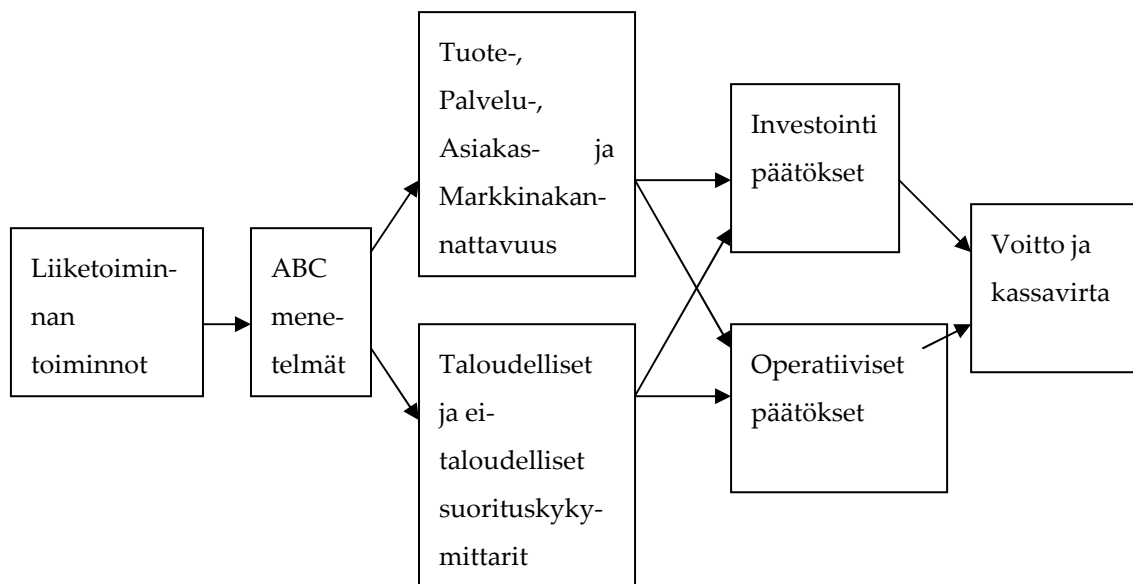 Liiketoimin-
nan
toiminnot
ABC
mene-
telmät
Tuote-,
Palvelu-,
Asiakas- ja
Markkinakan-
nattavuus
Taloudelliset
ja ei-
taloudelliset
suorituskyky-
mittarit
Investointi
päätökset
Operatiiviset
päätökset
Voitto ja
kassavirta